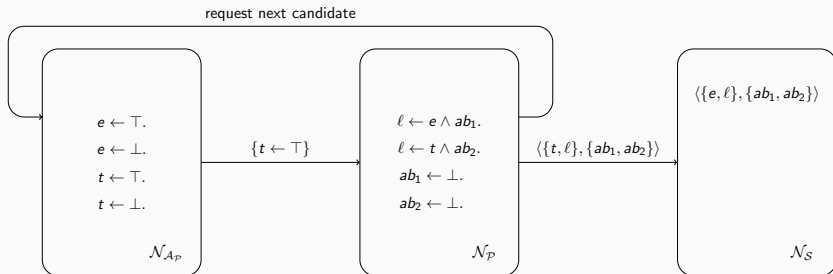 request next candidate
e ← ⊤.
e ← ⊥.
t ← ⊤.
t ← ⊥.
𝒩_{𝒜_𝒫}
{t ← ⊤}
ℓ ← e ∧ ab₁.
ℓ ← t ∧ ab₂.
ab₁ ← ⊥.
ab₂ ← ⊥.
𝒩_𝒫
⟨{t, ℓ}, {ab₁, ab₂}⟩
⟨{e, ℓ}, {ab₁, ab₂}⟩
𝒩_𝒮